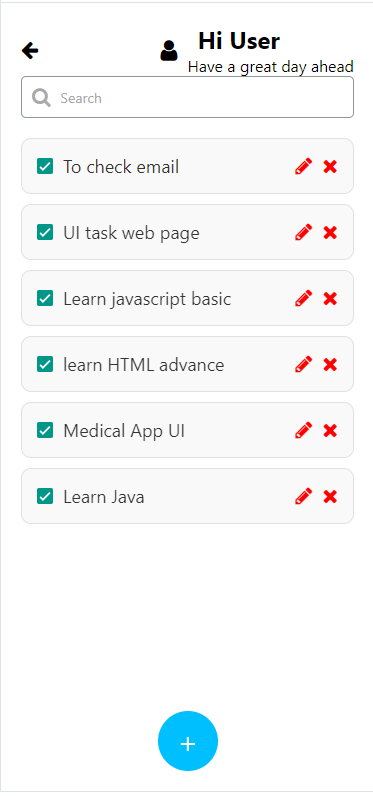 Hi User
Have a great day ahead
Search
To check email
UI task web page
Learn javascript basic
learn HTML advance
Medical App UI
Learn Java
+